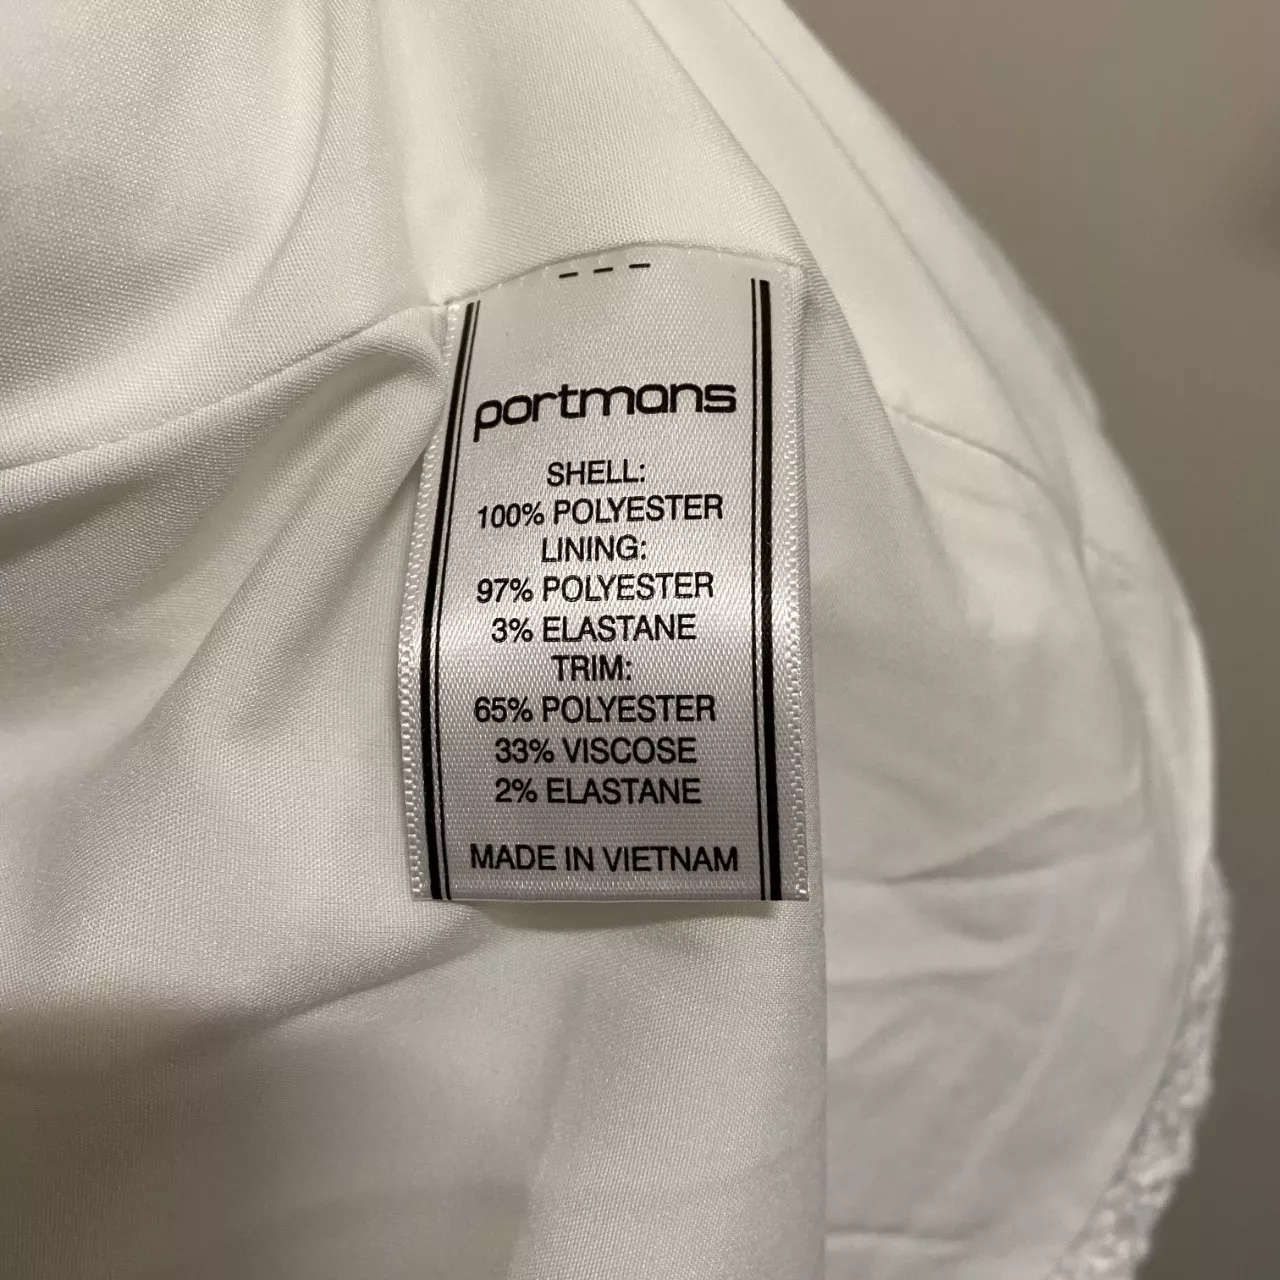 portmans
SHELL:
100% POLYESTER
LINING:
97% POLYESTER
3% ELASTANE
TRIM:
65% POLYESTER
33% VISCOSE
2% ELASTANE
MADE IN VIETNAM